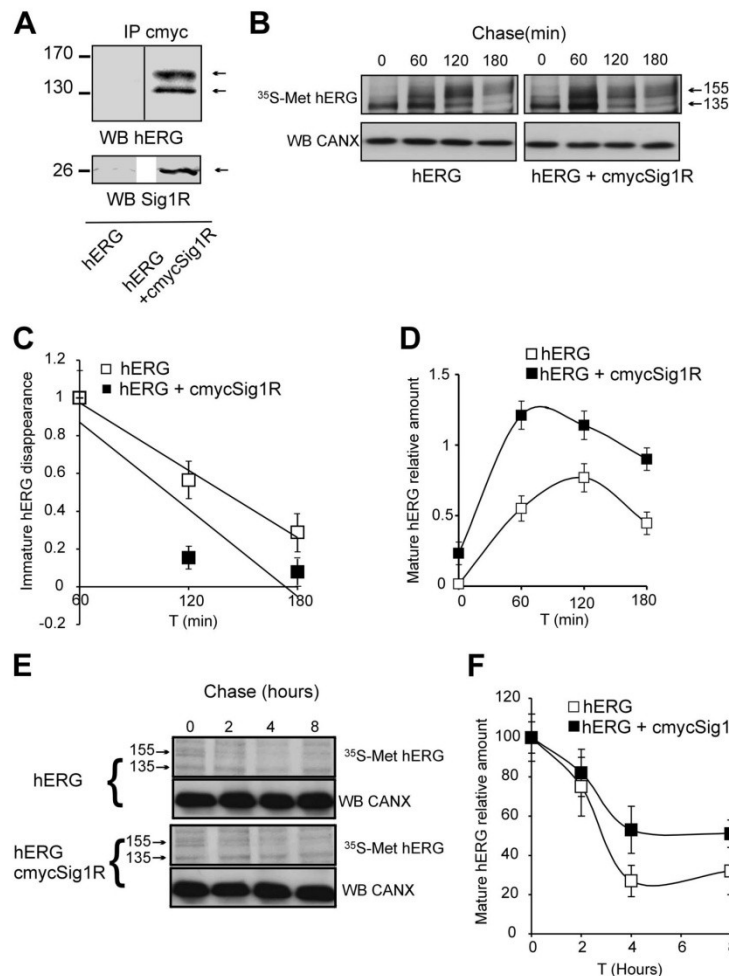 A
IP cmyc
170
130
WB hERG
26
WB Sig1R
hERG
hERG
+cmycSig1R
B
Chase(min)
0 60 120 180 0 60 120 180
³⁵S-Met hERG
155
135
WB CANX
hERG
hERG + cmycSig1R
C
hERG
hERG + cmycSig1R
Immature hERG disappearance
1.2
1
0.8
0.6
0.4
0.2
0
-0.2
60 120 180
T (min)
D
hERG
hERG + cmycSig1R
Mature hERG relative amount
1.5
1
0.5
0
0 60 120 180
T (min)
E
Chase (hours)
0 2 4 8
hERG
155
135
³⁵S-Met hERG
WB CANX
hERG
cmycSig1R
155
135
³⁵S-Met hERG
WB CANX
F
hERG
hERG + cmycSig1
Mature hERG relative amount
120
100
80
60
40
20
0
0 2 4 6 8
T (Hours)